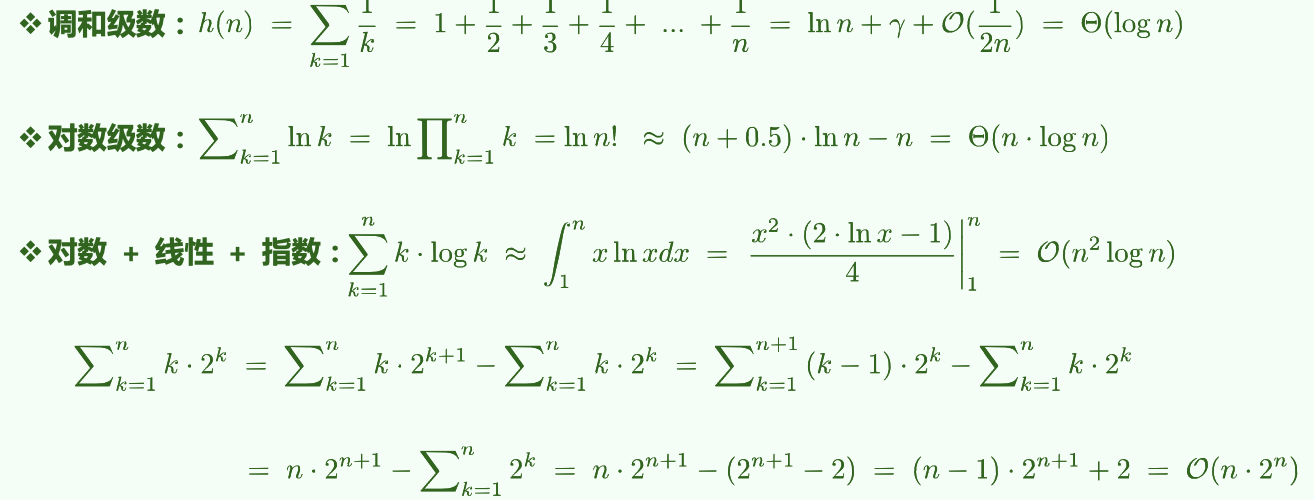 ❖调和级数：h(n) = ∑_{k=1} 1/k = 1 + 1/2 + 1/3 + 1/4 + ... + 1/n = ln n + γ + 𝒪(1/2n) = Θ(log n)
❖对数级数：∑_{k=1}^{n} ln k = ln ∏_{k=1}^{n} k = ln n! ≈ (n + 0.5) · ln n − n = Θ(n · log n)
❖对数 + 线性 + 指数：∑_{k=1}^{n} k · log k ≈ ∫_{1}^{n} x ln xdx = x² · (2 · ln x − 1)/4 |_{1}^{n} = 𝒪(n² log n)
∑_{k=1}^{n} k · 2^k = ∑_{k=1}^{n} k · 2^{k+1} − ∑_{k=1}^{n} k · 2^k = ∑_{k=1}^{n+1} (k − 1) · 2^k − ∑_{k=1}^{n} k · 2^k
= n · 2^{n+1} − ∑_{k=1}^{n} 2^k = n · 2^{n+1} − (2^{n+1} − 2) = (n − 1) · 2^{n+1} + 2 = 𝒪(n · 2^n)